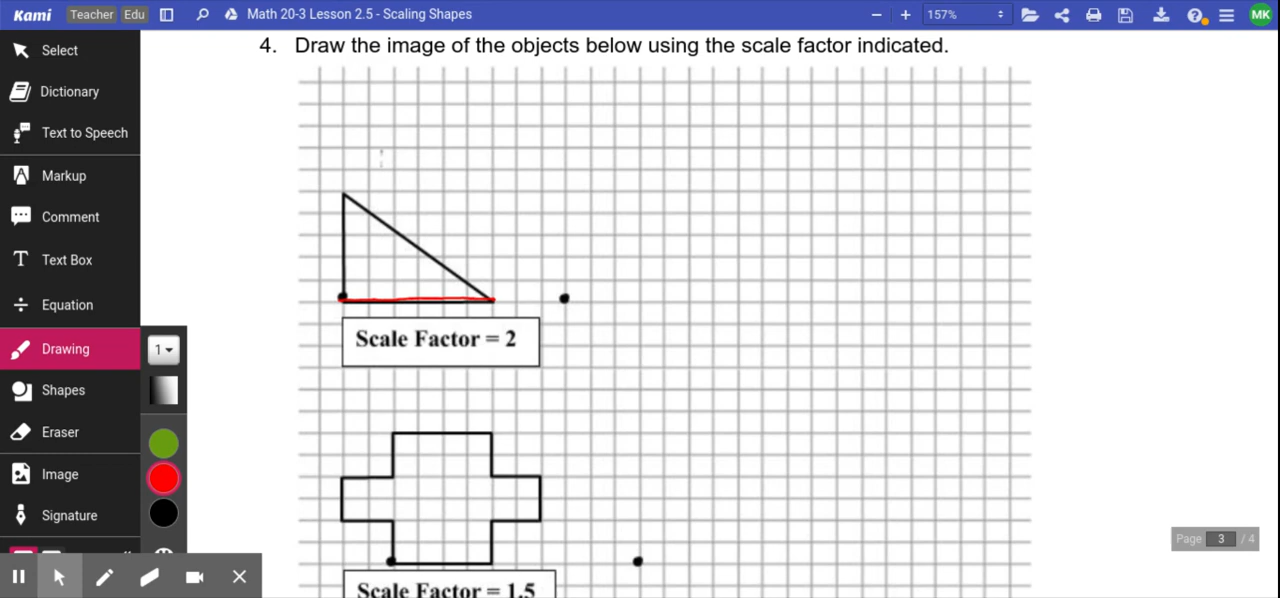 Kami Teacher Edu Math 20-3 Lesson 2.5 - Scaling Shapes 157% MK
Select
Dictionary
Text to Speech
Markup
Comment
T Text Box
Equation
Drawing
1
Shapes
Eraser
Image
Signature
4. Draw the image of the objects below using the scale factor indicated.
Scale Factor = 2
Scale Factor = 1.5
Page 3 / 4